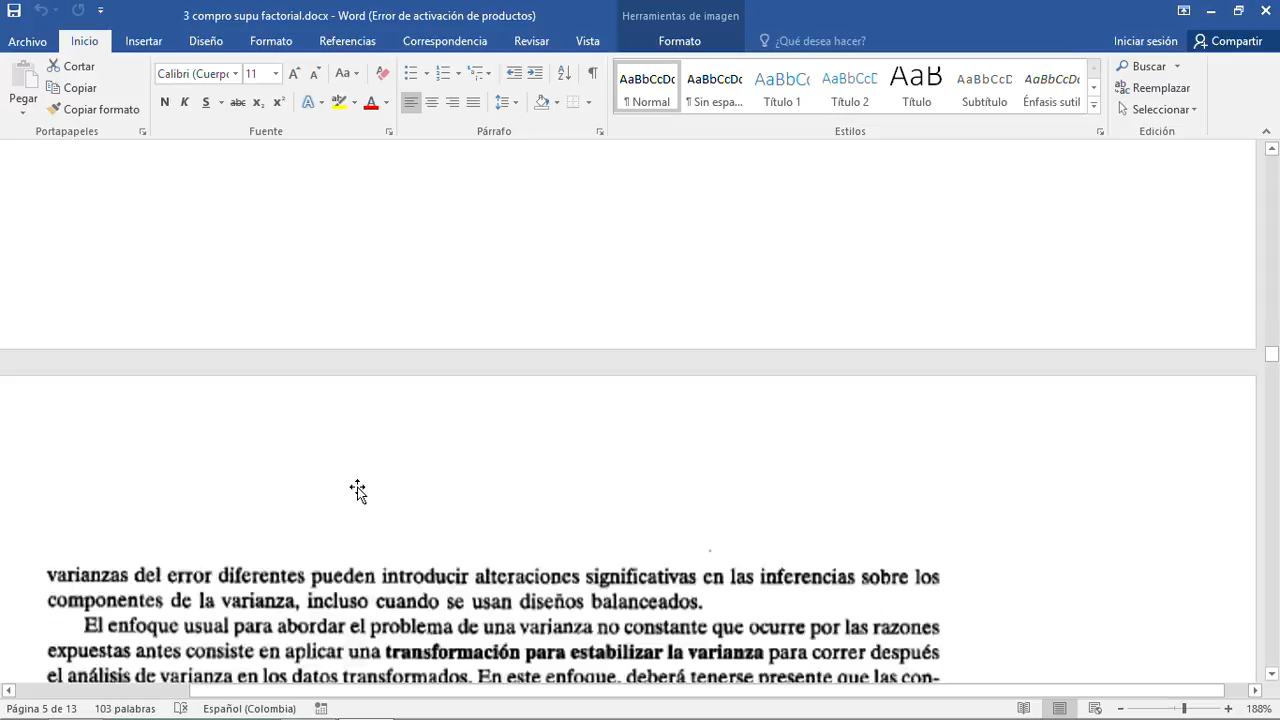 3 compro supu factorial.docx - Word (Error de activación de productos)
Herramientas de imagen
Archivo
Inicio
Insertar
Diseño
Formato
Referencias
Correspondencia
Revisar
Vista
Formato
¿Qué desea hacer?
Iniciar sesión
Compartir
Pegar
Cortar
Copiar
Copiar formato
Portapapeles
Calibri (Cuerpo
11
Aa
N K S abc x₂ x²
Fuente
Párrafo
AaBbCcDc
¶ Normal
AaBbCcDc
¶ Sin espa...
AaBbCc
Título 1
AaBbCcD
Título 2
AaB
Título
AaBbCcD
Subtítulo
AaBbCcDc
Énfasis sutil
Estilos
Buscar
Reemplazar
Seleccionar
Edición
varianzas del error diferentes pueden introducir alteraciones significativas en las inferencias sobre los
componentes de la varianza, incluso cuando se usan diseños balanceados.
El enfoque usual para abordar el problema de una varianza no constante que ocurre por las razones
expuestas antes consiste en aplicar una transformación para estabilizar la varianza para correr después
el análisis de varianza en los datos transformados. En este enfoque, deberá tenerse presente que las con-
Página 5 de 13
103 palabras
Español (Colombia)
188%